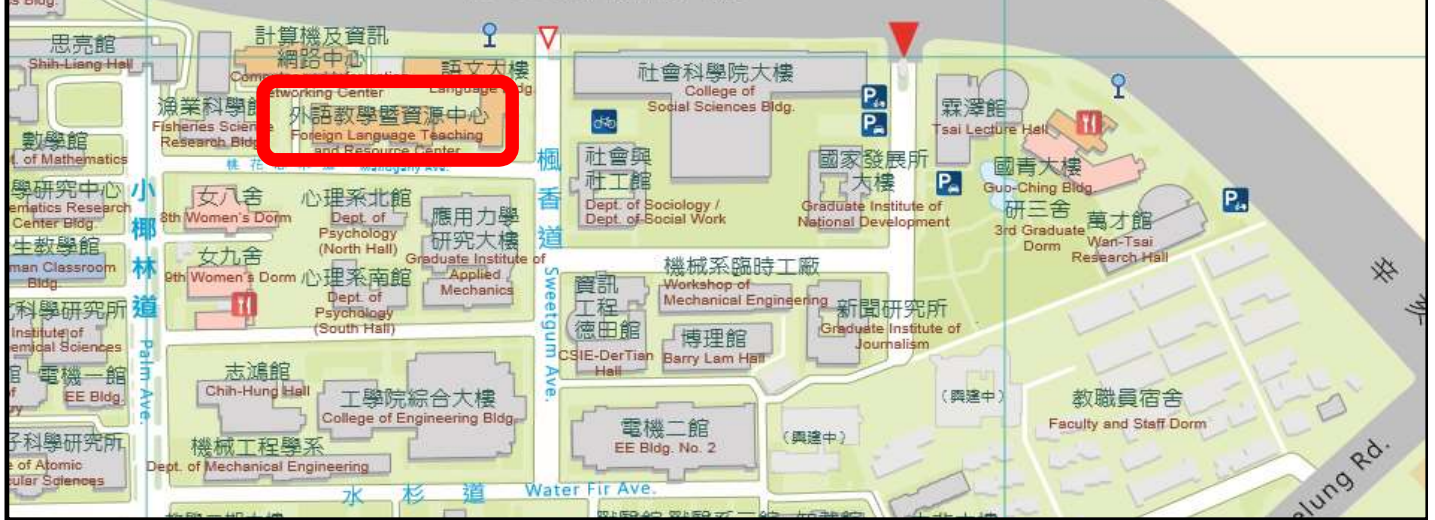 s Bldg.
思亮館
Shih-Liang Hall
計算機及資訊
網路中心
Networking Center
語文大樓
Language Bldg.
漁業科學館
Fisheries Science
Research Bldg.
外語教學暨資源中心
Foreign Language Teaching
and Resource Center
社會科學院大樓
College of
Social Sciences Bldg.
霖澤館
Tsai Lecture Hall
數學館
. of Mathematics
Mahogany Ave.
楓香道
Sweetgum Ave.
社會與
社工館
Dept. of Sociology /
Dept. of Social Work
國家發展所
大樓
Graduate Institute of
National Development
國青大樓
Guo-Ching Bldg.
研三舍
3rd Graduate
Dorm
萬才館
Wan-Tsai
Research Hall
學研究中心
ematics Research
Center Bldg.
小椰林道
Palm Ave.
女八舍
8th Women's Dorm
心理系北館
Dept. of
Psychology
(North Hall)
應用力學
研究大樓
Graduate Institute of
Applied
Mechanics
生教學館
man Classroom
Bldg.
女九舍
9th Women's Dorm
心理系南館
Dept. of
Psychology
(South Hall)
資訊
工程
德田館
CSIE-DerTian
Hall
機械系臨時工廠
Workshop of
Mechanical Engineering
博理館
Barry Lam Hall
新聞研究所
Graduate Institute of
Journalism
辛亥
科學研究所
Institute of
emical Sciences
電機一館
EE Bldg.
志鴻館
Chih-Hung Hall
工學院綜合大樓
College of Engineering Bldg.
(興建中)
教職員宿舍
Faculty and Staff Dorm
電機二館
EE Bldg. No. 2
(興建中)
子科學研究所
e of Atomic
ular Sciences
機械工程學系
Dept. of Mechanical Engineering
水杉道 Water Fir Ave.
elung Rd.